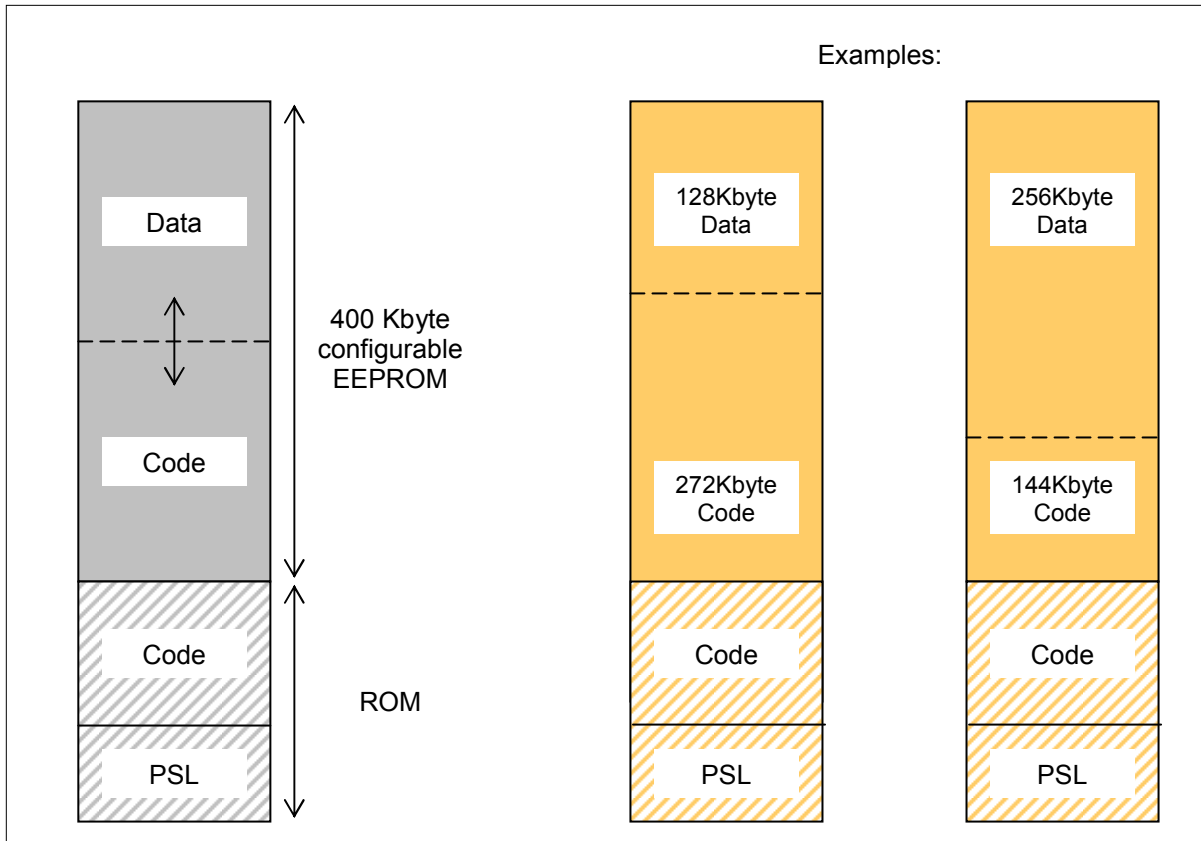 Examples:
Data
Code
400 Kbyte
configurable
EEPROM
Code
PSL
ROM
128Kbyte
Data
272Kbyte
Code
Code
PSL
256Kbyte
Data
144Kbyte
Code
Code
PSL